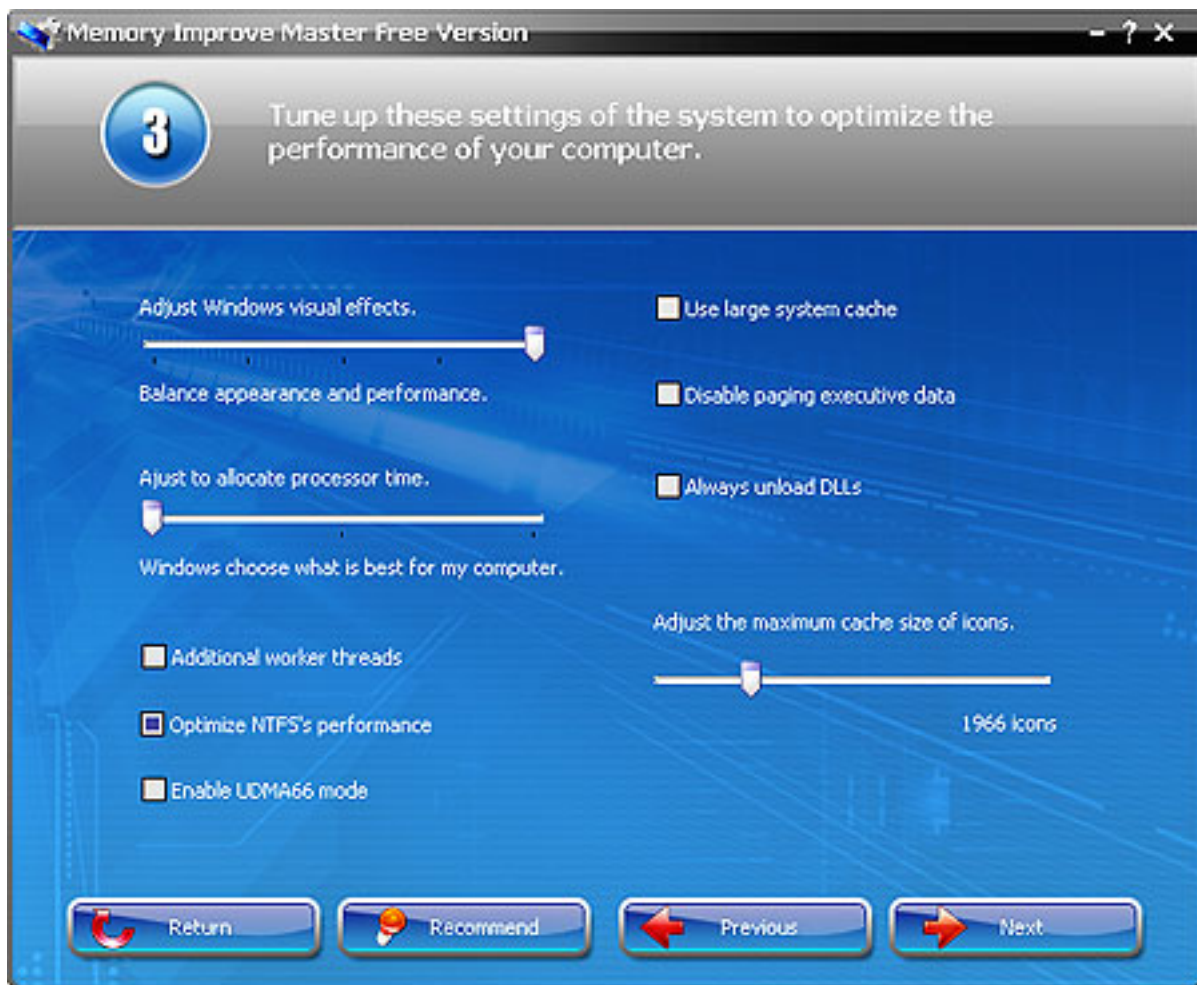 Memory Improve Master Free Version
3
Tune up these settings of the system to optimize the
performance of your computer.
Adjust Windows visual effects.
Balance appearance and performance.
Ajust to allocate processor time.
Windows choose what is best for my computer.
Additional worker threads
Optimize NTFS's performance
Enable UDMA66 mode
Use large system cache
Disable paging executive data
Always unload DLLs
Adjust the maximum cache size of icons.
1966 icons
Return
Recommend
Previous
Next